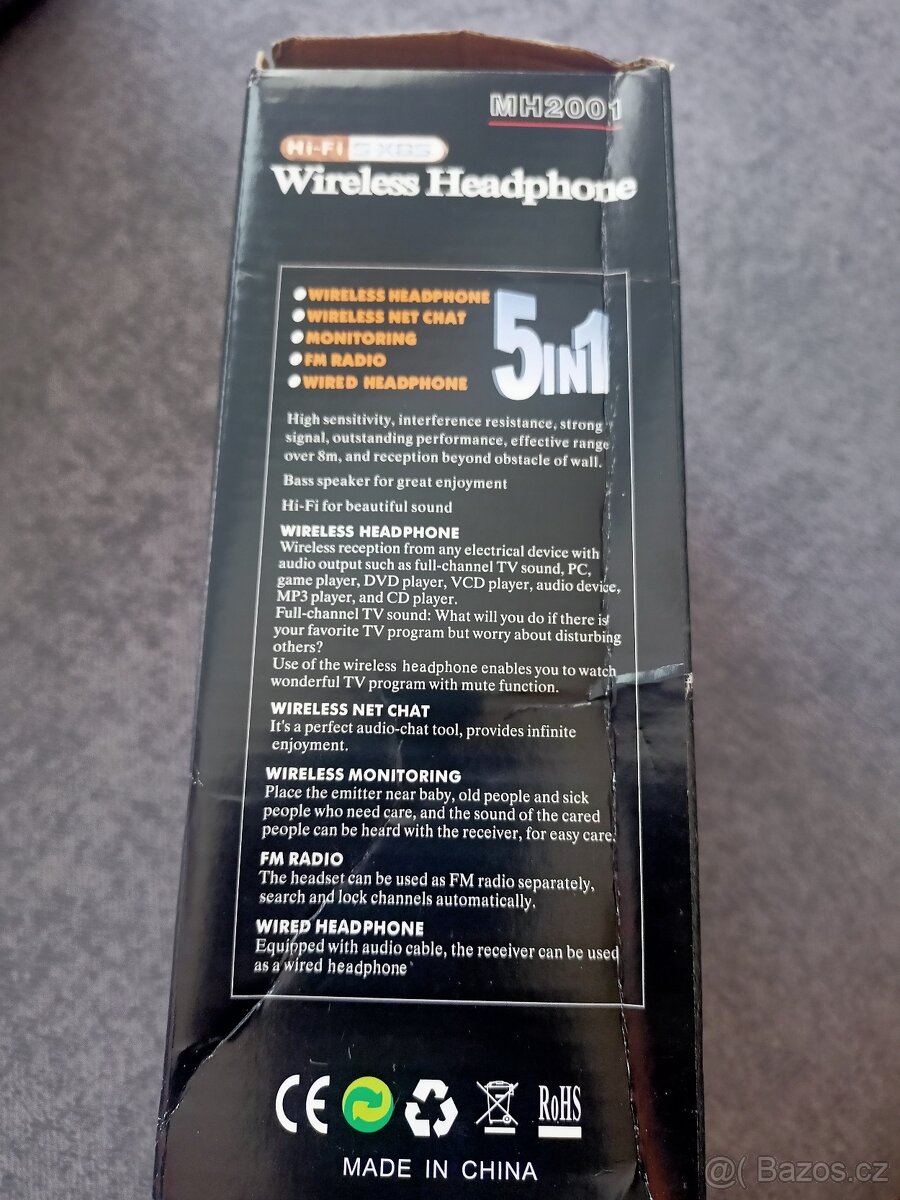 MH2001
Hi-Fi S-XBS
Wireless Headphone
WIRELESS HEADPHONE
WIRELESS NET CHAT
MONITORING
FM RADIO
WIRED HEADPHONE
5IN1
High sensitivity, interference resistance, strong
signal, outstanding performance, effective range
over 8m, and reception beyond obstacle of wall.
Bass speaker for great enjoyment
Hi-Fi for beautiful sound
WIRELESS HEADPHONE
Wireless reception from any electrical device with
audio output such as full-channel TV sound, PC,
game player, DVD player, VCD player, audio device,
MP3 player, and CD player.
Full-channel TV sound: What will you do if there is
your favorite TV program but worry about disturbing
others?
Use of the wireless headphone enables you to watch
wonderful TV program with mute function.
WIRELESS NET CHAT
It's a perfect audio-chat tool, provides infinite
enjoyment.
WIRELESS MONITORING
Place the emitter near baby, old people and sick
people who need care, and the sound of the cared
people can be heard with the receiver, for easy care.
FM RADIO
The headset can be used as FM radio separately,
search and lock channels automatically.
WIRED HEADPHONE
Equipped with audio cable, the receiver can be used
as a wired headphone
CE
RoHS
MADE IN CHINA
@( Bazos.cz